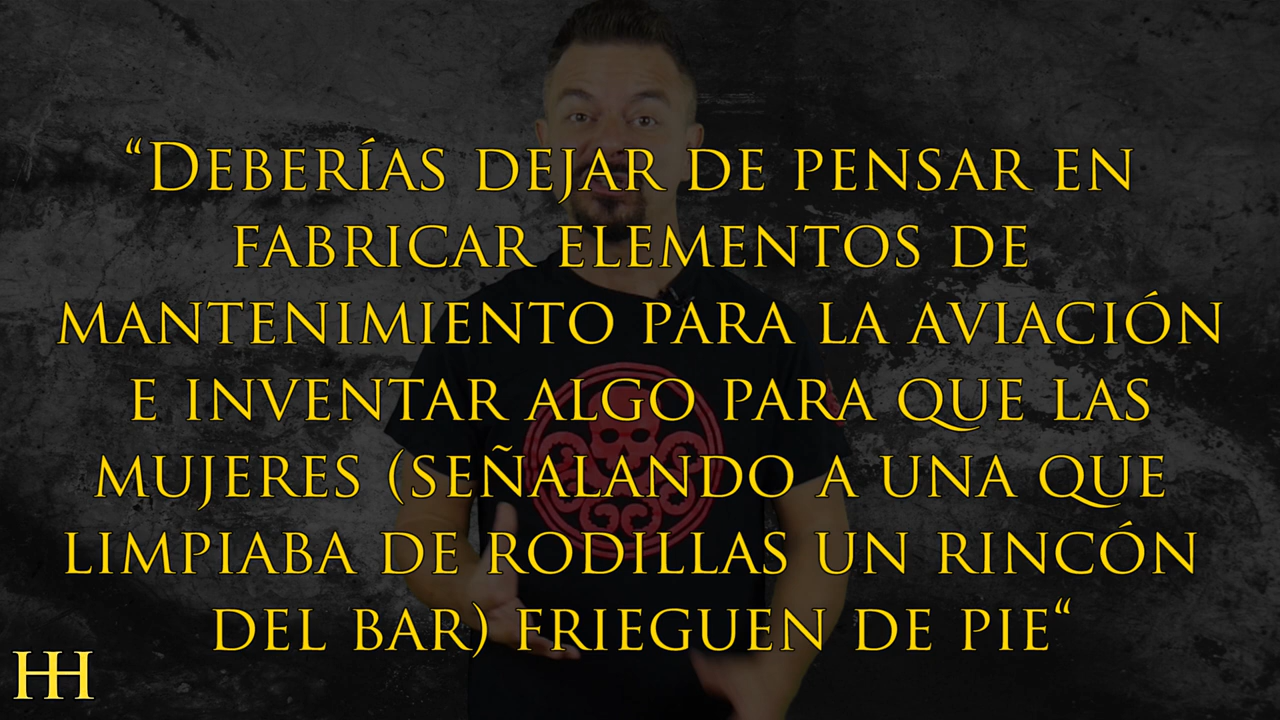 “Deberías dejar de pensar en
fabricar elementos de
mantenimiento para la aviación
e inventar algo para que las
mujeres (señalando a una que
limpiaba de rodillas un rincón
del bar) frieguen de pie“
HH